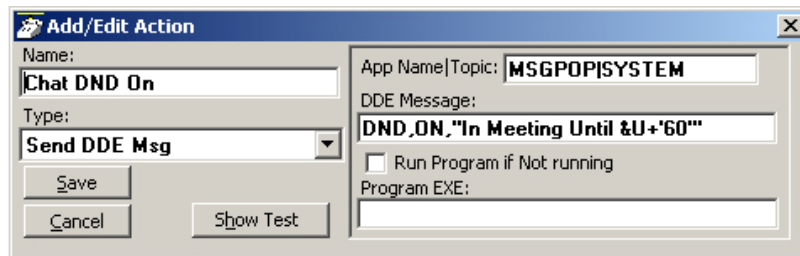 Add/Edit Action
Name:
Chat DND On
Type:
Send DDE Msg
Save
Cancel
Show Test
App Name|Topic: MSGPOP|SYSTEM
DDE Message:
DND,ON,"In Meeting Until &U+'60'"
Run Program if Not running
Program EXE: